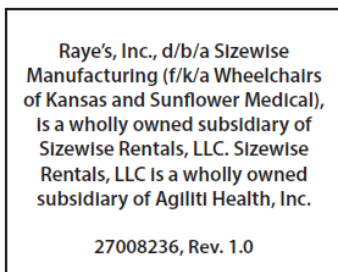 Raye's, Inc., d/b/a Sizewise
Manufacturing (f/k/a Wheelchairs
of Kansas and Sunflower Medical),
is a wholly owned subsidiary of
Sizewise Rentals, LLC. Sizewise
Rentals, LLC is a wholly owned
subsidiary of Agiliti Health, Inc.
27008236, Rev. 1.0